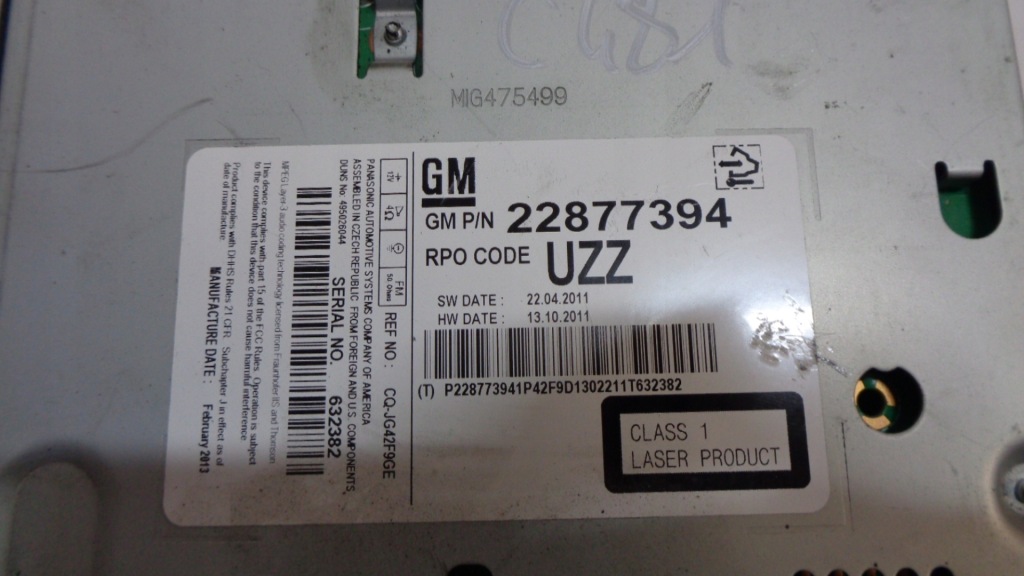 MIG475499
GM
GM P/N 22877394
RPO CODE UZZ
SW DATE : 22.04.2011
HW DATE : 13.10.2011
(T) P228773941P42F9D1302211T632382
CLASS 1
LASER PRODUCT
+ 12V 4Ω FM 50 Ohms
REF NO : CQ-JG42F9GE
PANASONIC AUTOMOTIVE SYSTEMS COMPANY OF AMERICA
ASSEMBLED IN CZECH REPUBLIC FROM FOREIGN AND U.S. COMPONENTS.
DUNS No: 495026044
SERIAL NO. 632382
MPEG Layer-3 audio coding technology licensed from Fraunhofer IIS and Thomson
This device complies with part 15 of the FCC Rules. Operation is subject
to the condition that this device does not cause harmful interference
Product complies with DHHS Rules 21 CFR Subchapter J in effect as of
date of manufacture
MANUFACTURE DATE : February 2013